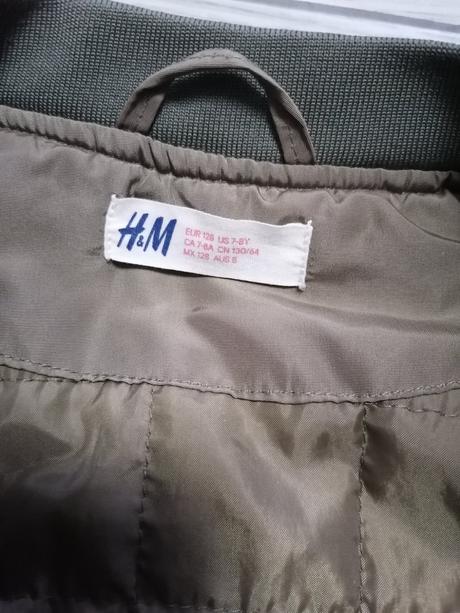 H&M
EUR 128 US 7-8Y
CA 7-8A CN 130/64
MX 128 AUS 8